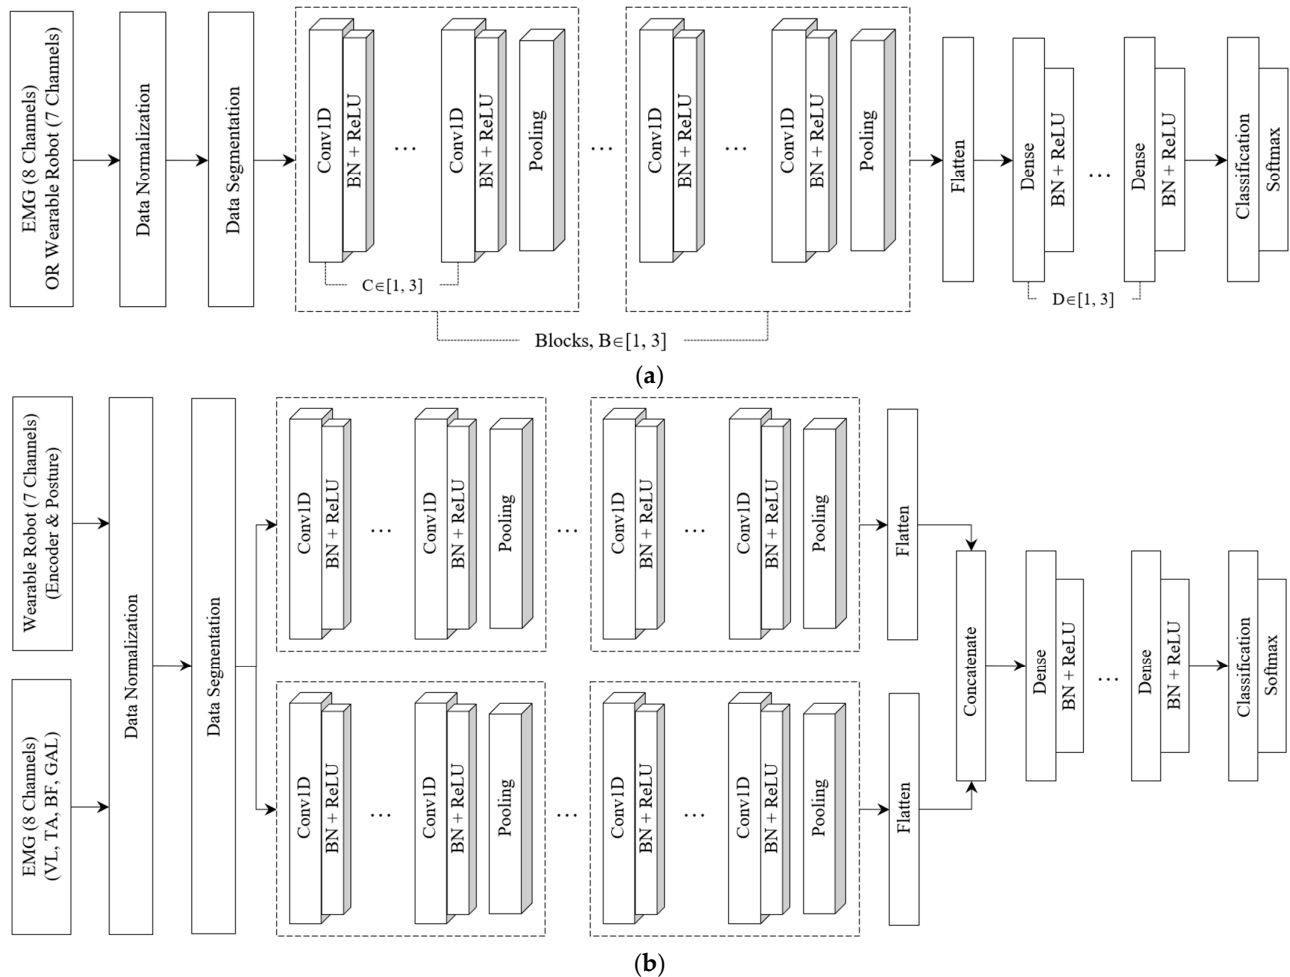 EMG (8 Channels)
OR Wearable Robot (7 Channels)
Data Normalization
Data Segmentation
Conv1D
BN + ReLU
...
Conv1D
BN + ReLU
Pooling
...
Conv1D
BN + ReLU
...
Conv1D
BN + ReLU
Pooling
Flatten
Dense
BN + ReLU
...
Dense
BN + ReLU
Classification
Softmax
C∈[1, 3]
D∈[1, 3]
Blocks, B∈[1, 3]
(a)
Wearable Robot (7 Channels)
(Encoder & Posture)
EMG (8 Channels)
(VL, TA, BF, GAL)
Data Normalization
Data Segmentation
Conv1D
BN + ReLU
...
Conv1D
BN + ReLU
Pooling
...
Conv1D
BN + ReLU
...
Conv1D
BN + ReLU
Pooling
Flatten
Conv1D
BN + ReLU
...
Conv1D
BN + ReLU
Pooling
...
Conv1D
BN + ReLU
...
Conv1D
BN + ReLU
Pooling
Flatten
Concatenate
Dense
BN + ReLU
...
Dense
BN + ReLU
Classification
Softmax
(b)